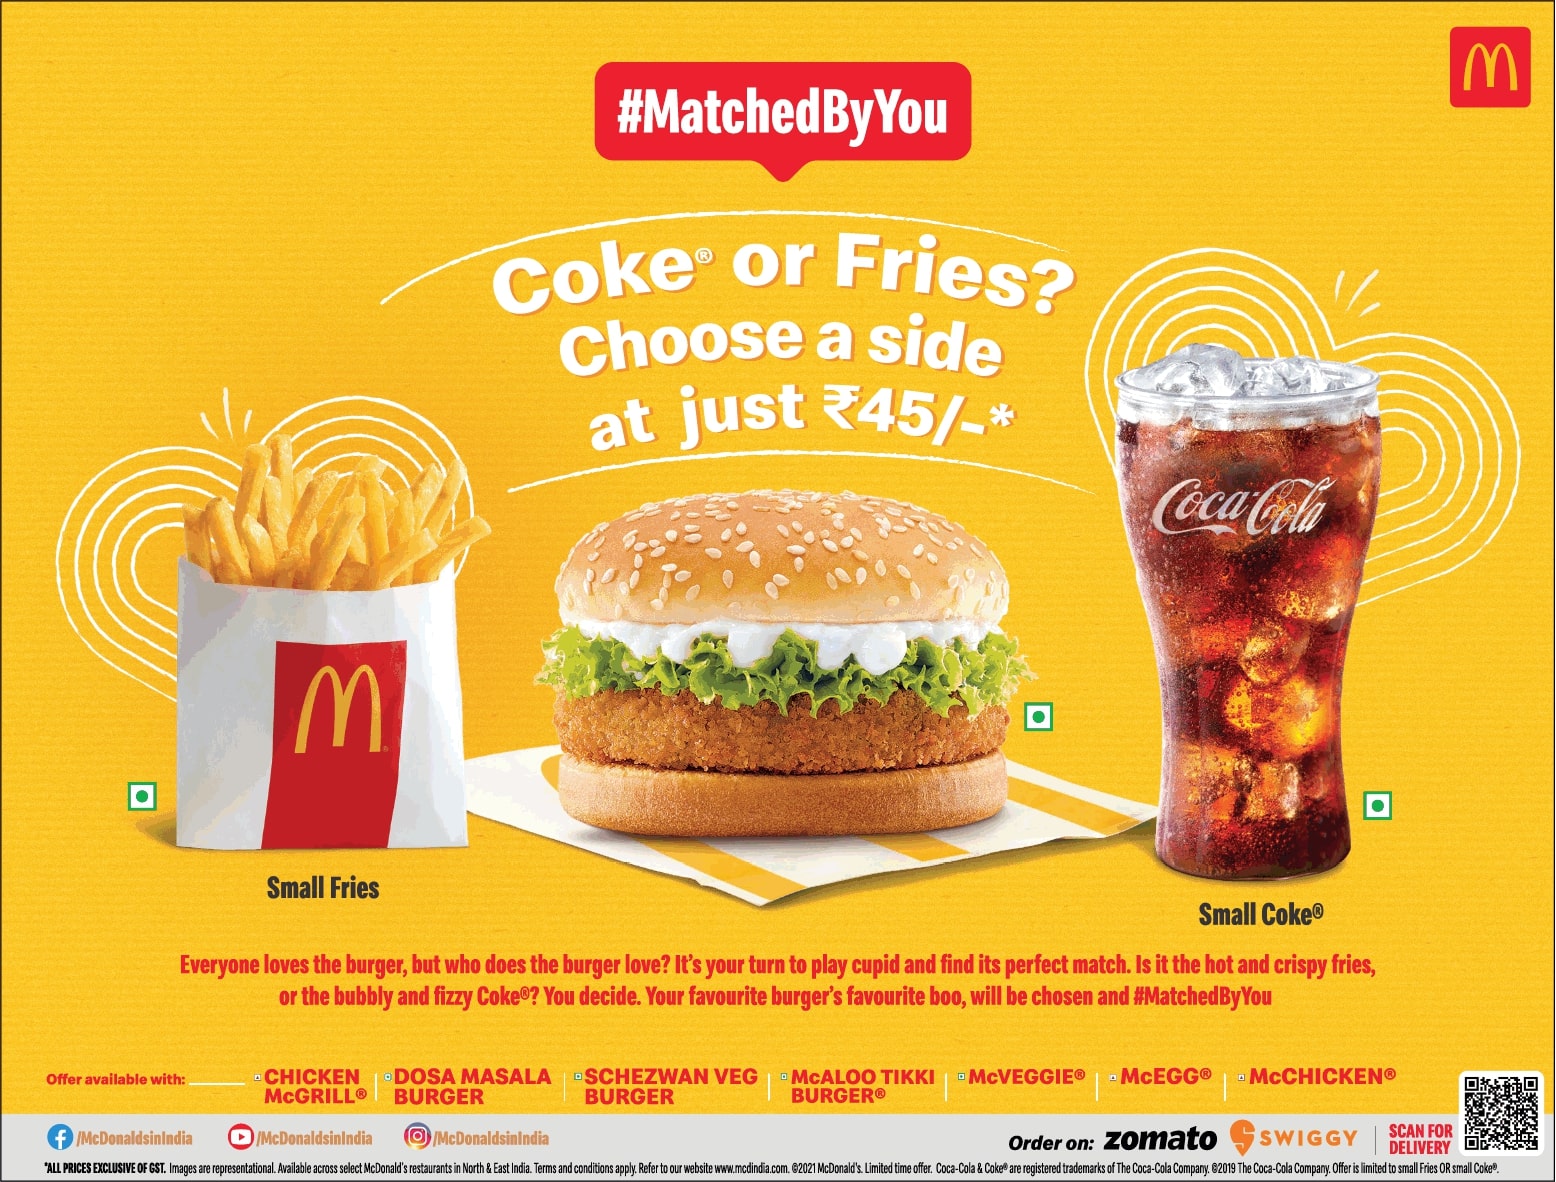 #MatchedByYou
Coke® or Fries?
Choose a side
at just ₹45/-*
Coca-Cola
Small Fries
Small Coke®
Everyone loves the burger, but who does the burger love? It's your turn to play cupid and find its perfect match. Is it the hot and crispy fries,
or the bubbly and fizzy Coke®? You decide. Your favourite burger's favourite boo, will be chosen and #MatchedByYou
Offer available with:
CHICKEN
McGRILL®
DOSA MASALA
BURGER
SCHEZWAN VEG
BURGER
McALOO TIKKI
BURGER®
McVEGGIE®
McEGG®
McCHICKEN®
/McDonaldsinIndia
/McDonaldsinIndia
/McDonaldsinIndia
Order on: zomato
SWIGGY
SCAN FOR
DELIVERY
*ALL PRICES EXCLUSIVE OF GST. Images are representational. Available across select McDonald's restaurants in North & East India. Terms and conditions apply. Refer to our website www.mcdindia.com. ©2021 McDonald's. Limited time offer. Coca-Cola & Coke® are registered trademarks of The Coca-Cola Company. ©2019 The Coca-Cola Company. Offer is limited to small Fries OR small Coke®.